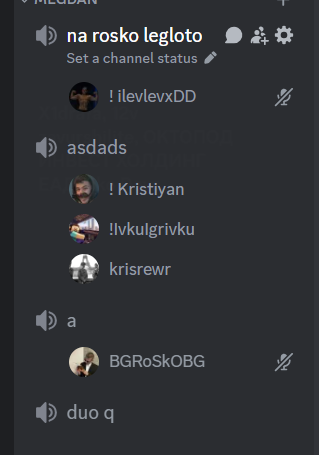 MEGDAN
na rosko legloto
Set a channel status
! ilevlevxDD
asdads
! Kristiyan
!Ivkulgrivku
krisrewr
a
BGRoSkOBG
duo q